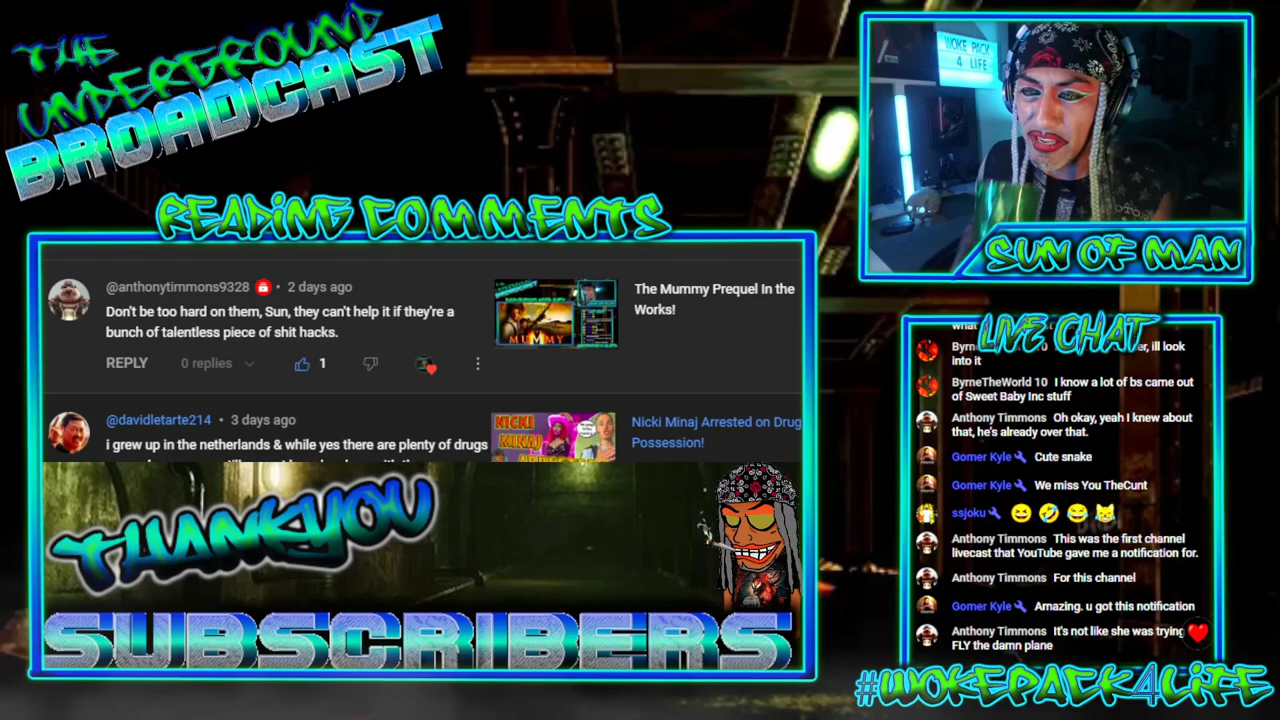 THE
UNDERGROUND
BROADCAST
WOKE PACK
4 LIFE
SUN OF MAN
READING COMMENTS
@anthonytimmons9328 • 2 days ago
Don't be too hard on them, Sun, they can't help it if they're a
bunch of talentless piece of shit hacks.
REPLY 0 replies 1
The Mummy Prequel In the
Works!
MUMMY
@davidletarte214 • 3 days ago
i grew up in the netherlands & while yes there are plenty of drugs
NICKI
MINAJ
Nicki Minaj Arrested on Drug
Possession!
THANKYOU
SUBSCRIBERS
LIVE CHAT
what
Byrne 10 er, ill look
into it
ByrneTheWorld 10 I know a lot of bs came out
of Sweet Baby Inc stuff
Anthony Timmons Oh okay, yeah I knew about
that, he's already over that.
Gomer Kyle Cute snake
Gomer Kyle We miss You TheCunt
ssjoku 😆 🤣 😂 😹
Anthony Timmons This was the first channel
livecast that YouTube gave me a notification for.
Anthony Timmons For this channel
Gomer Kyle Amazing. u got this notification
Anthony Timmons It's not like she was trying
FLY the damn plane
#WOKEPACK4LIFE